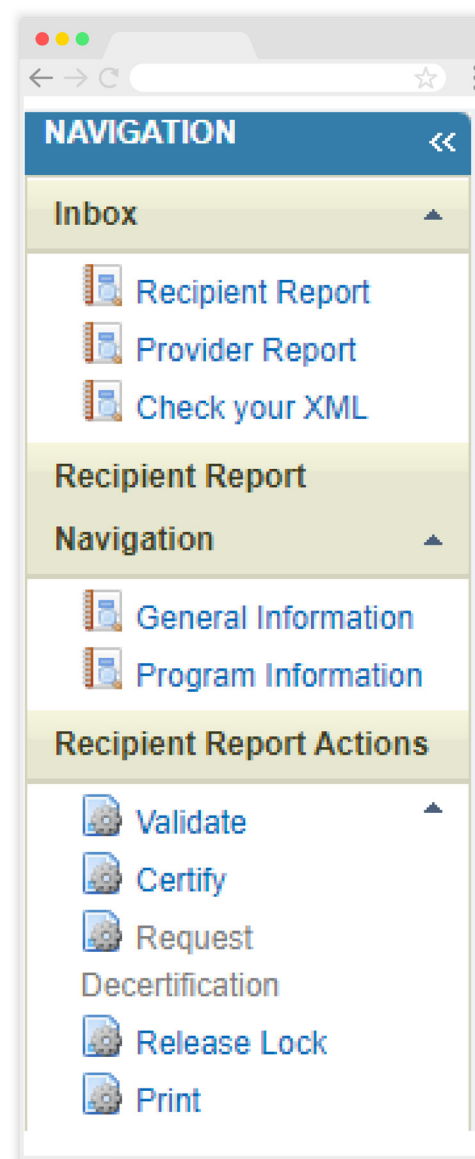 NAVIGATION
Inbox
Recipient Report
Provider Report
Check your XML
Recipient Report
Navigation
General Information
Program Information
Recipient Report Actions
Validate
Certify
Request
Decertification
Release Lock
Print